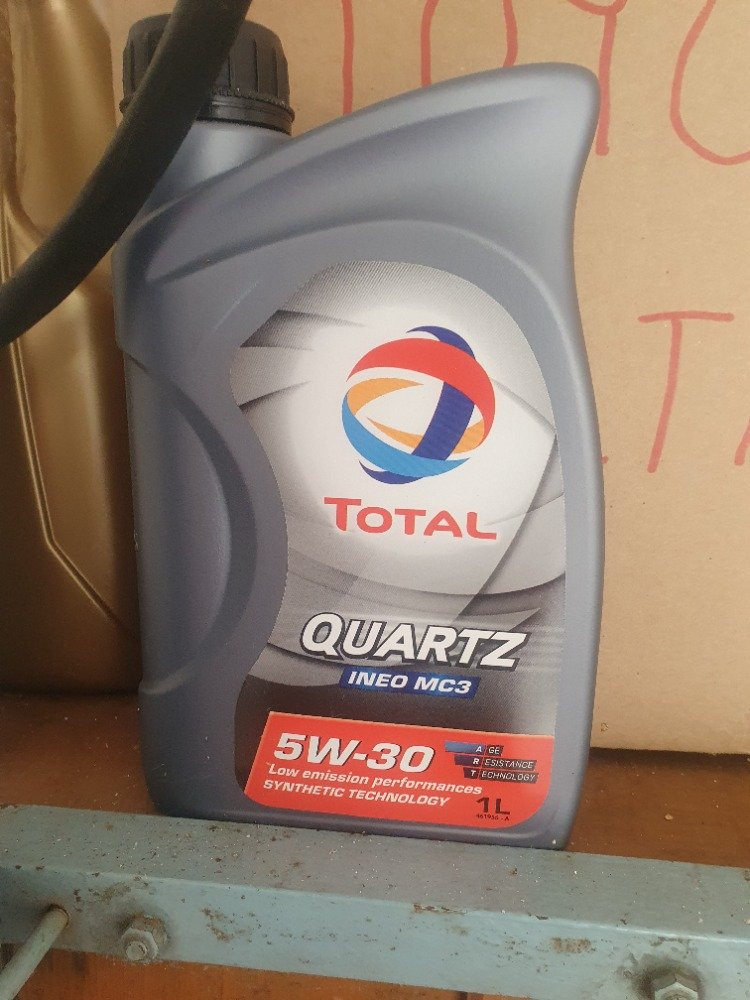 TOTAL
QUARTZ
INEO MC3
5W-30
AGE
RESISTANCE
TECHNOLOGY
Low emission performances
SYNTHETIC TECHNOLOGY
1L